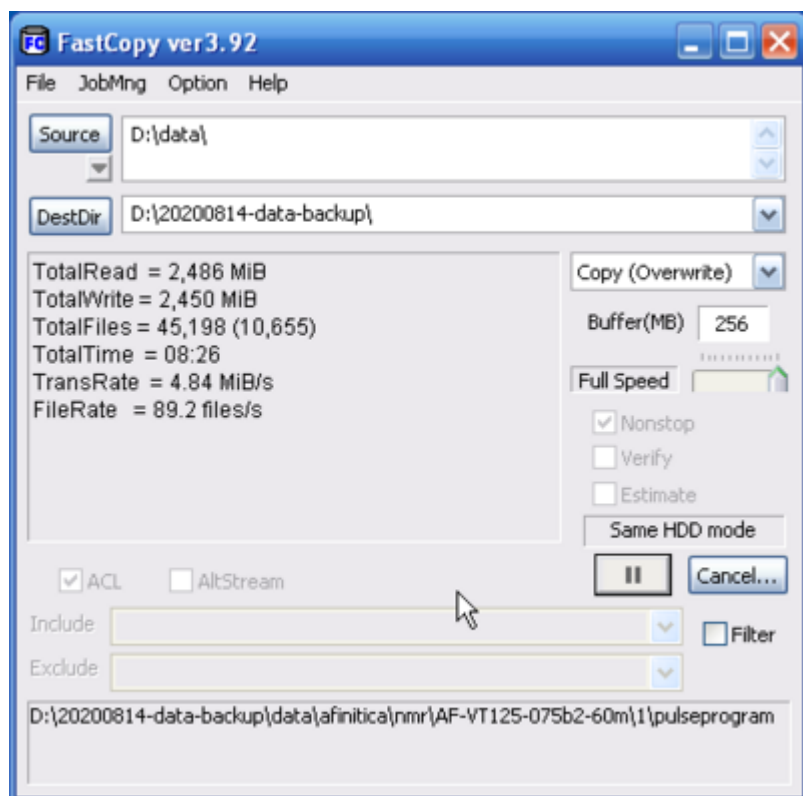 FastCopy ver3.92
File JobMng Option Help
Source D:\data\
DestDir D:\20200814-data-backup\
TotalRead = 2,486 MiB
TotalWrite = 2,450 MiB
TotalFiles = 45,198 (10,655)
TotalTime = 08:26
TransRate = 4.84 MiB/s
FileRate = 89.2 files/s
Copy (Overwrite)
Buffer(MB) 256
Full Speed
Nonstop
Verify
Estimate
Same HDD mode
ACL AltStream
Cancel...
Include
Filter
Exclude
D:\20200814-data-backup\data\afinitica\nmr\AF-VT125-075b2-60m\1\pulseprogram